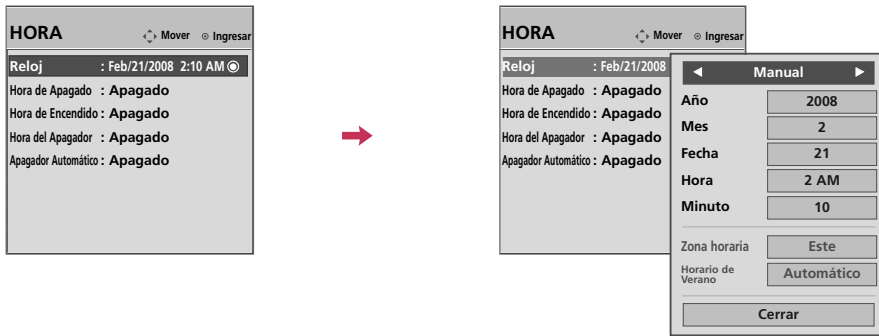 HORA
Mover
Ingresar
Reloj : Feb/21/2008 2:10 AM
Hora de Apagado : Apagado
Hora de Encendido : Apagado
Hora del Apagador : Apagado
Apagador Automático : Apagado
HORA
Mover
Ingresar
Reloj : Feb/21/2008
Hora de Apagado : Apagado
Hora de Encendido : Apagado
Hora del Apagador : Apagado
Apagador Automático : Apagado
Manual
Año 2008
Mes 2
Fecha 21
Hora 2 AM
Minuto 10
Zona horaria Este
Horario de
Verano
Automático
Cerrar